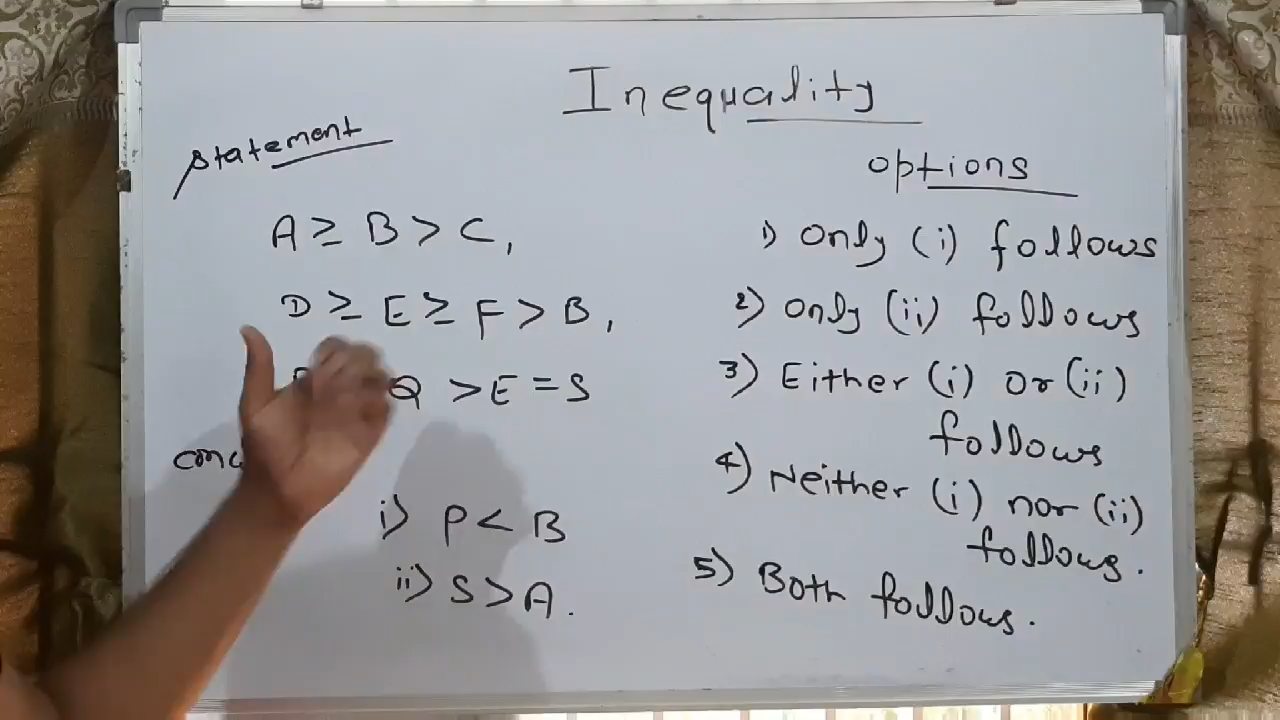 Inequality
Statement
options
A ≥ B > C,
1) Only (i) follows
D ≥ E ≥ F > B,
2) Only (ii) follows
Q > E = S
3) Either (i) or (ii)
follows
4) Neither (i) nor (ii)
follows.
i) P < B
ii) S > A.
5) Both follows.